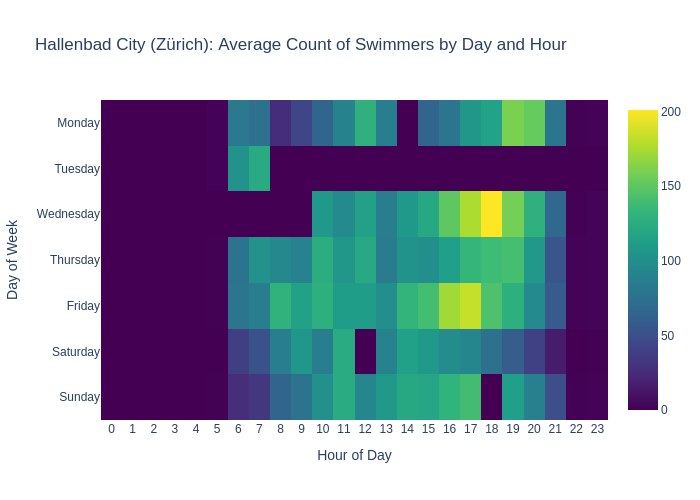 Hallenbad City (Zürich): Average Count of Swimmers by Day and Hour
Day of Week
Monday
Tuesday
Wednesday
Thursday
Friday
Saturday
Sunday
0 1 2 3 4 5 6 7 8 9 10 11 12 13 14 15 16 17 18 19 20 21 22 23
Hour of Day
200
150
100
50
0